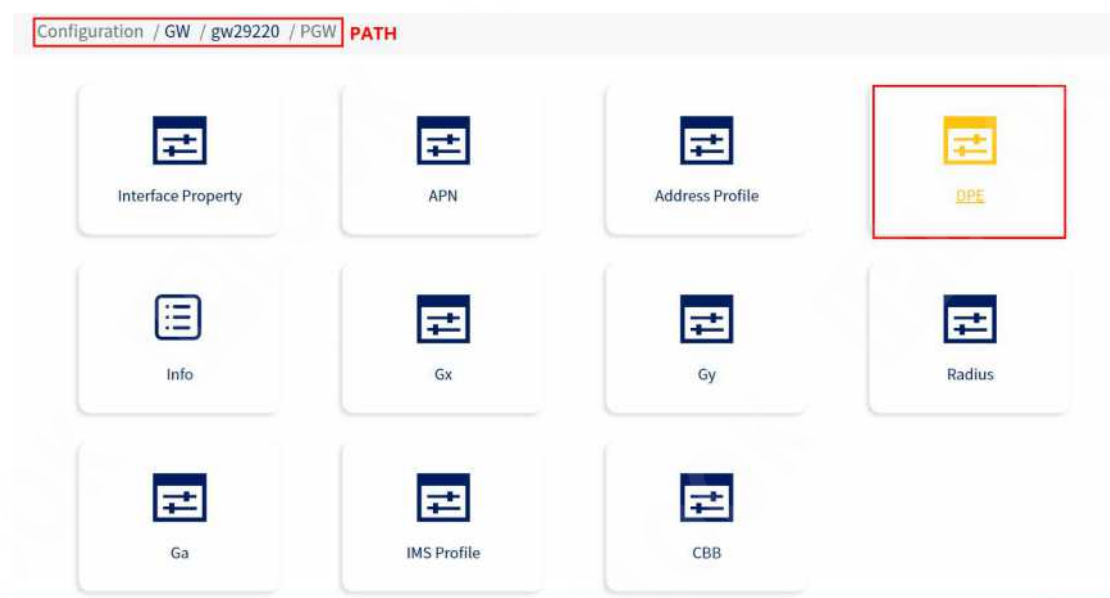 Configuration / GW / gw29220 / PGW PATH
Interface Property
APN
Address Profile
DPE
Info
Gx
Gy
Radius
Ga
IMS Profile
CBB